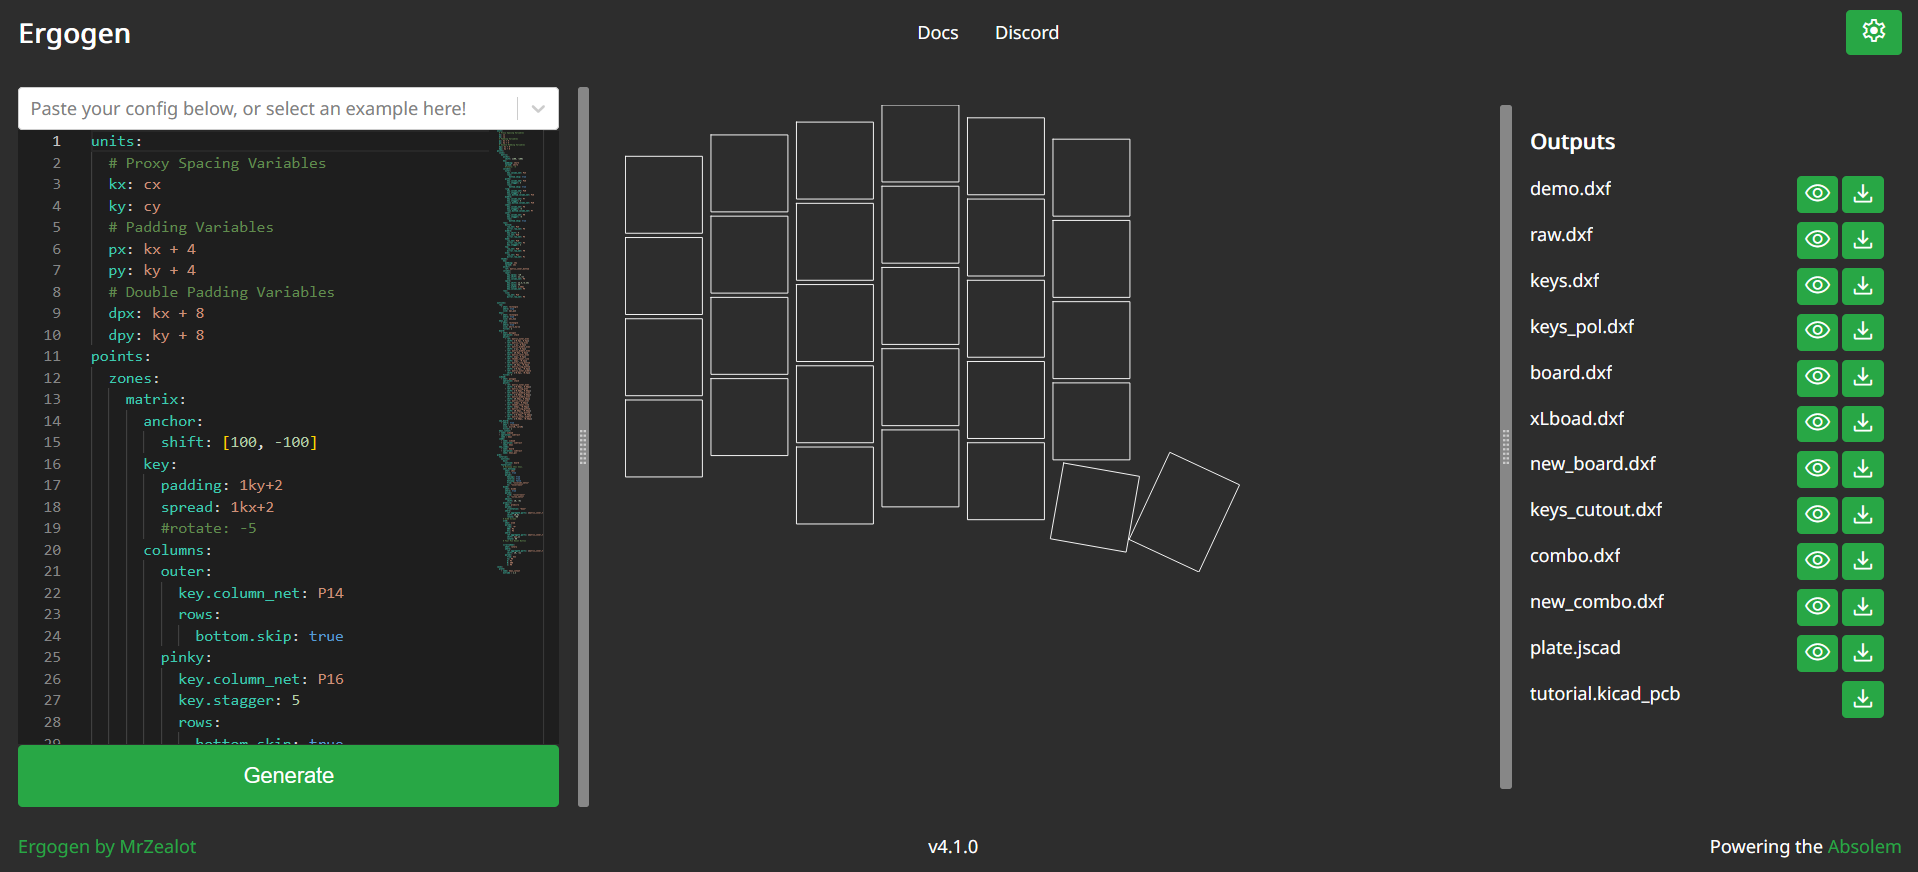 Ergogen
Docs
Discord
Paste your config below, or select an example here!
1 units:
2 # Proxy Spacing Variables
3 kx: cx
4 ky: cy
5 # Padding Variables
6 px: kx + 4
7 py: ky + 4
8 # Double Padding Variables
9 dpx: kx + 8
10 dpy: ky + 8
11 points:
12 zones:
13 matrix:
14 anchor:
15 shift: [100, -100]
16 key:
17 padding: 1ky+2
18 spread: 1kx+2
19 #rotate: -5
20 columns:
21 outer:
22 key.column_net: P14
23 rows:
24 bottom.skip: true
25 pinky:
26 key.column_net: P16
27 key.stagger: 5
28 rows:
29 bottom.skip: true
Generate
Outputs
demo.dxf
raw.dxf
keys.dxf
keys_pol.dxf
board.dxf
xLboad.dxf
new_board.dxf
keys_cutout.dxf
combo.dxf
new_combo.dxf
plate.jscad
tutorial.kicad_pcb
Ergogen by MrZealot
v4.1.0
Powering the Absolem